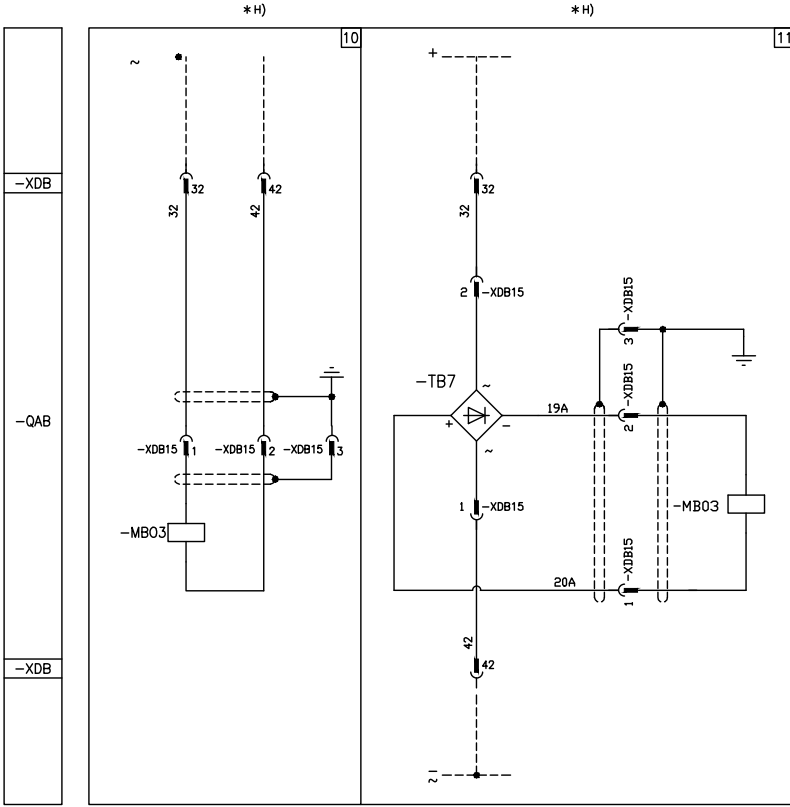 *H)
*H)
10
11
~
+
-XDB
32
42
32
32
42
32
2 -XDB15
-XDB15
3
-TB7
~
-XDB15
-QAB
19A
+
-
2
-XDB15
1
-XDB15
2
-XDB15
3
~
1 -XDB15
-MB03
-MB03
-XDB15
20A
1
42
-XDB
42
~